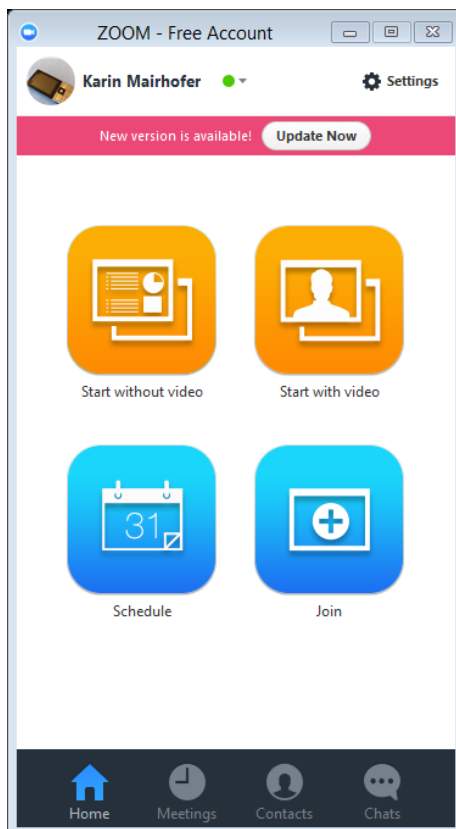 ZOOM - Free Account
Karin Mairhofer
Settings
New version is available! Update Now
Start without video
Start with video
31
Schedule
Join
Home
Meetings
Contacts
Chats